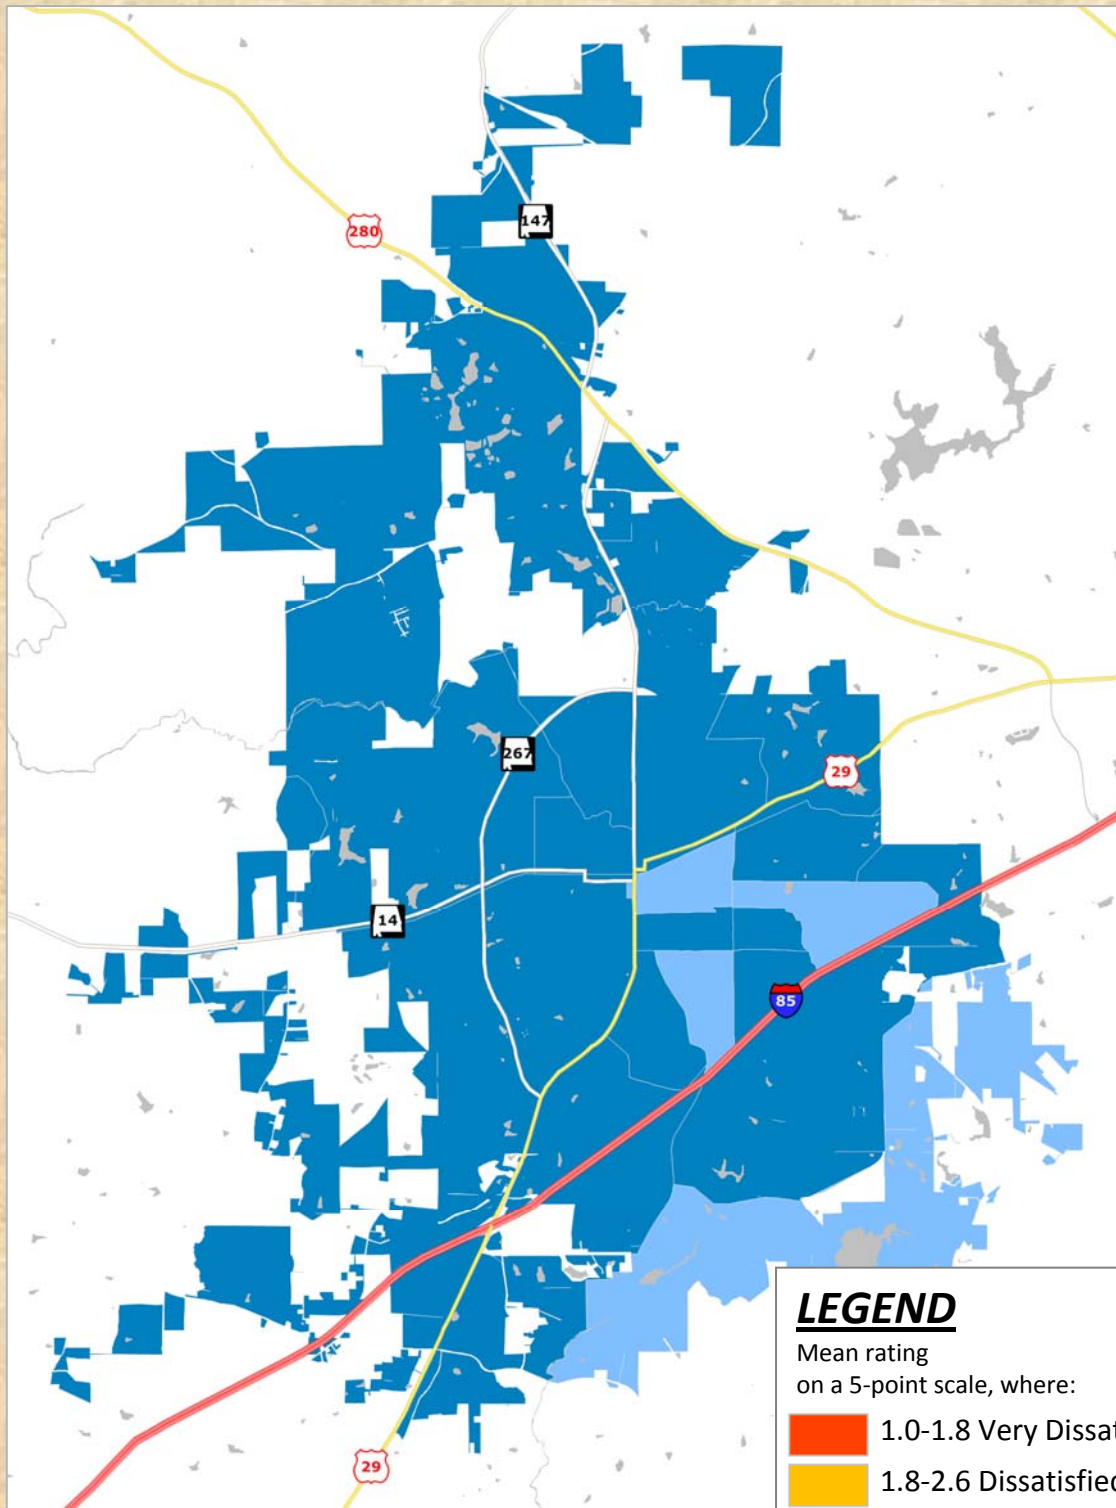 147
280
267
29
14
85
29
LEGEND
Mean rating
on a 5-point scale, where:
1.0-1.8 Very Dissat
1.8-2.6 Dissatisfied